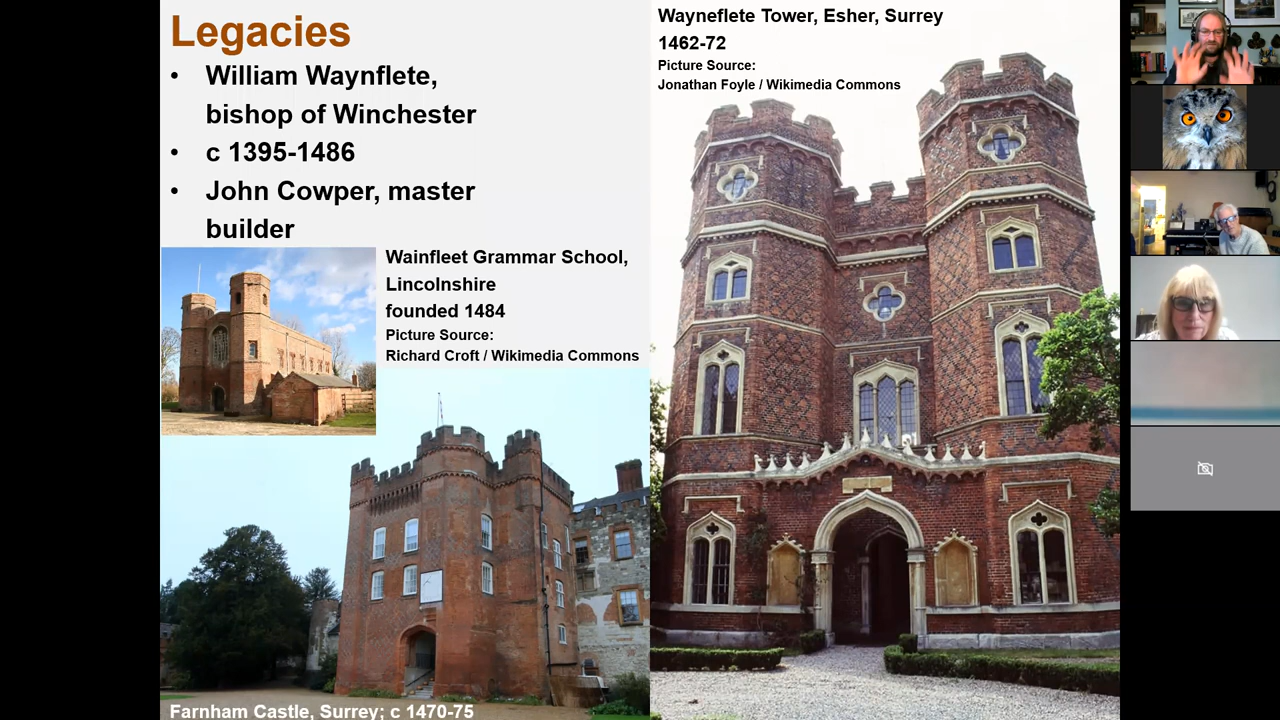 Legacies
• William Waynflete,
bishop of Winchester
• c 1395-1486
• John Cowper, master
builder
Wainfleet Grammar School,
Lincolnshire
founded 1484
Picture Source:
Richard Croft / Wikimedia Commons
Farnham Castle, Surrey; c 1470-75
Wayneflete Tower, Esher, Surrey
1462-72
Picture Source:
Jonathan Foyle / Wikimedia Commons